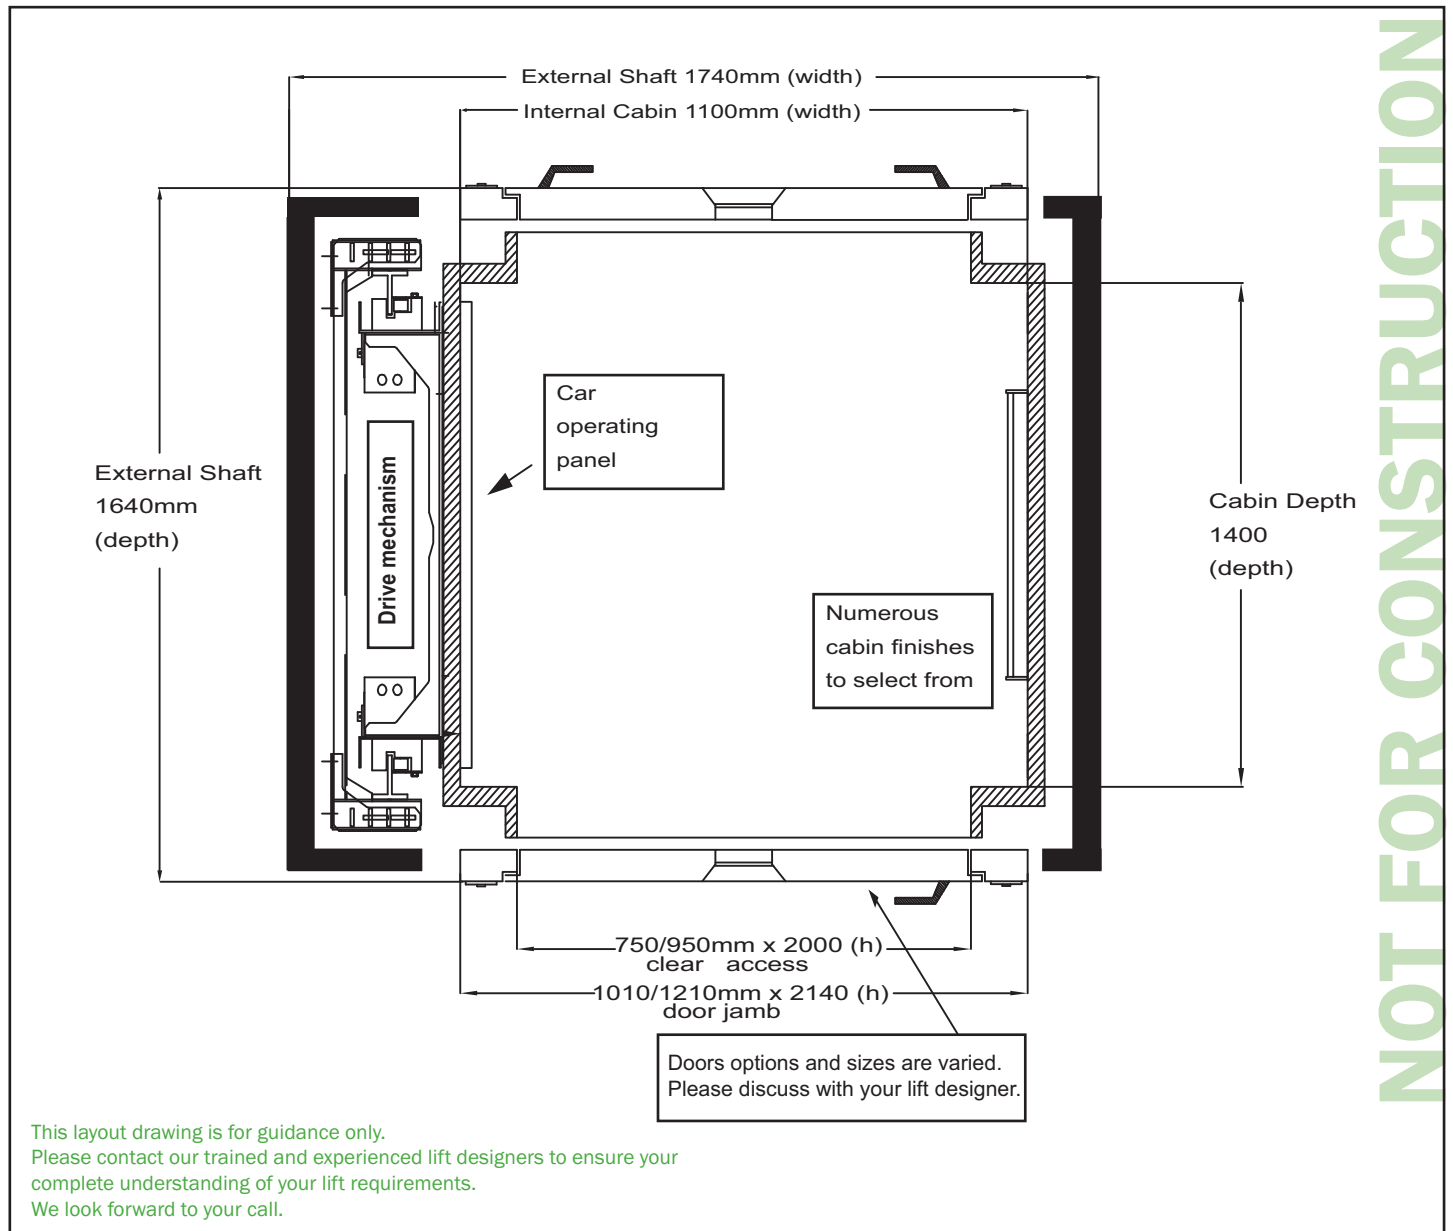 External Shaft 1740mm (width)
Internal Cabin 1100mm (width)
Car
operating
panel
External Shaft
1640mm
(depth)
Drive mechanism
Cabin Depth
1400
(depth)
Numerous
cabin finishes
to select from
750/950mm x 2000 (h)
clear access
1010/1210mm x 2140 (h)
door jamb
Doors options and sizes are varied.
Please discuss with your lift designer.
This layout drawing is for guidance only.
Please contact our trained and experienced lift designers to ensure your
complete understanding of your lift requirements.
We look forward to your call.
NOT FOR CONSTRUCTION